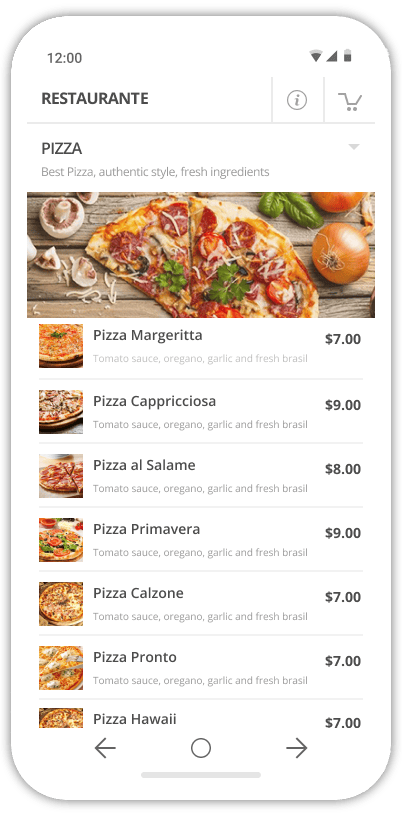 12:00
RESTAURANTE
PIZZA
Best Pizza, authentic style, fresh ingredients
Pizza Margeritta
$7.00
Tomato sauce, oregano, garlic and fresh brasil
Pizza Cappricciosa
$9.00
Tomato sauce, oregano, garlic and fresh brasil
Pizza al Salame
$8.00
Tomato sauce, oregano, garlic and fresh brasil
Pizza Primavera
$9.00
Tomato sauce, oregano, garlic and fresh brasil
Pizza Calzone
$7.00
Tomato sauce, oregano, garlic and fresh brasil
Pizza Pronto
$7.00
Tomato sauce, oregano, garlic and fresh brasil
Pizza Hawaii
$7.00